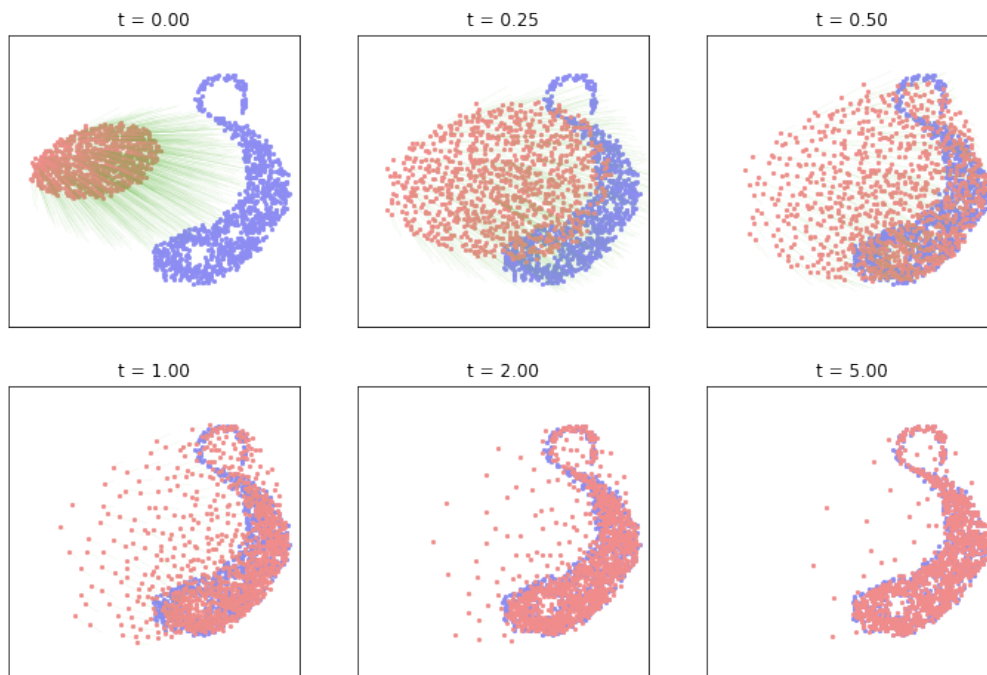 t = 0.00
t = 0.25
t = 0.50
t = 1.00
t = 2.00
t = 5.00